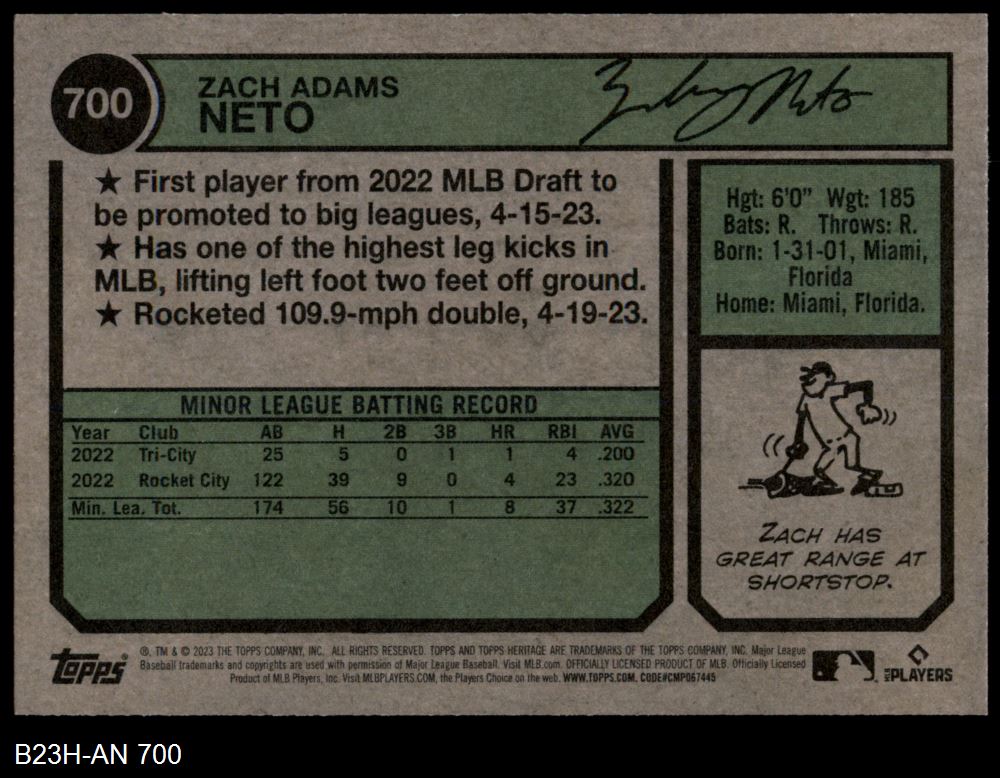 700
ZACH ADAMS
NETO
Zachary Neto
★ First player from 2022 MLB Draft to
be promoted to big leagues, 4-15-23.
★ Has one of the highest leg kicks in
MLB, lifting left foot two feet off ground.
★ Rocketed 109.9-mph double, 4-19-23.
Hgt: 6'0" Wgt: 185
Bats: R. Throws: R.
Born: 1-31-01, Miami,
Florida
Home: Miami, Florida.
MINOR LEAGUE BATTING RECORD
Year Club AB H 2B 3B HR RBI AVG
2022 Tri-City 25 5 0 1 1 4 .200
2022 Rocket City 122 39 9 0 4 23 .320
Min. Lea. Tot. 174 56 10 1 8 37 .322
ZACH HAS
GREAT RANGE AT
SHORTSTOP.
Topps
®, TM & © 2023 THE TOPPS COMPANY, INC. ALL RIGHTS RESERVED. TOPPS AND TOPPS HERITAGE ARE TRADEMARKS OF THE TOPPS COMPANY, INC. Major League
Baseball trademarks and copyrights are used with permission of Major League Baseball. Visit MLB.com. OFFICIALLY LICENSED PRODUCT OF MLB. Officially Licensed
Product of MLB Players, Inc. Visit MLBPLAYERS.COM, the Players Choice on the web. WWW.TOPPS.COM. CODE#CMP067445
MLB PLAYERS
B23H-AN 700